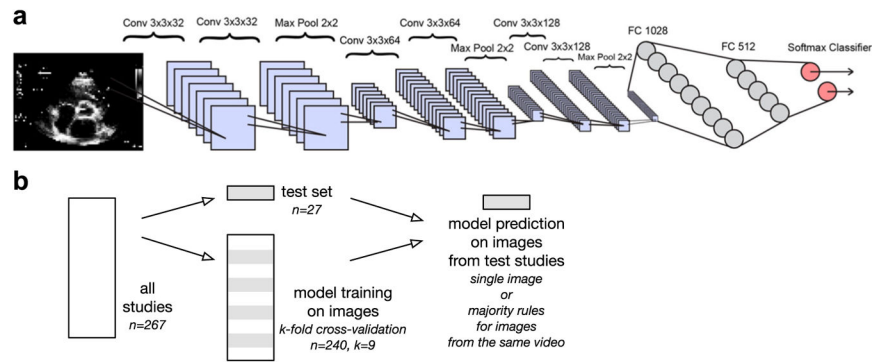 a
Conv 3x3x32
Conv 3x3x32
Max Pool 2x2
Conv 3x3x64
Conv 3x3x64
Max Pool 2x2
Conv 3x3x128
Conv 3x3x128
Max Pool 2x2
FC 1028
FC 512
Softmax Classifier
b
all
studies
n=267
test set
n=27
model training
on images
k-fold cross-validation
n=240, k=9
model prediction
on images
from test studies
single image
or
majority rules
for images
from the same video